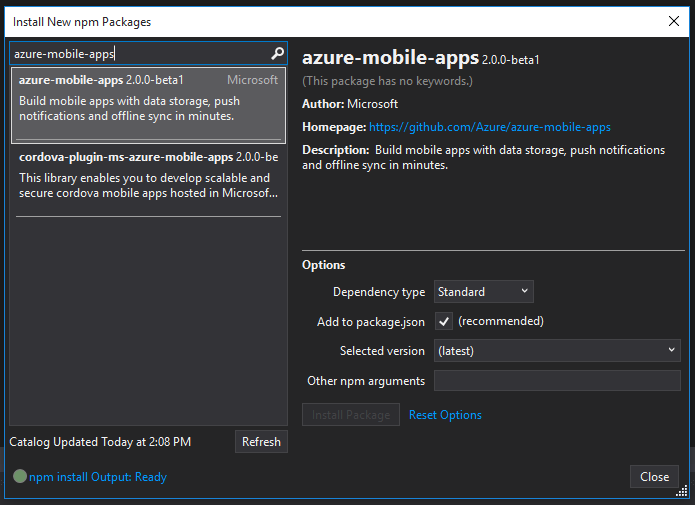 Install New npm Packages
azure-mobile-apps
azure-mobile-apps 2.0.0-beta1 Microsoft
Build mobile apps with data storage, push
notifications and offline sync in minutes.
cordova-plugin-ms-azure-mobile-apps 2.0.0-be
This library enables you to develop scalable and
secure cordova mobile apps hosted in Microsof...
azure-mobile-apps 2.0.0-beta1
(This package has no keywords.)
Author: Microsoft
Homepage: https://github.com/Azure/azure-mobile-apps
Description: Build mobile apps with data storage, push notifications
and offline sync in minutes.
Options
Dependency type Standard
Add to package.json (recommended)
Selected version (latest)
Other npm arguments
Install Package Reset Options
Catalog Updated Today at 2:08 PM Refresh
npm install Output: Ready
Close